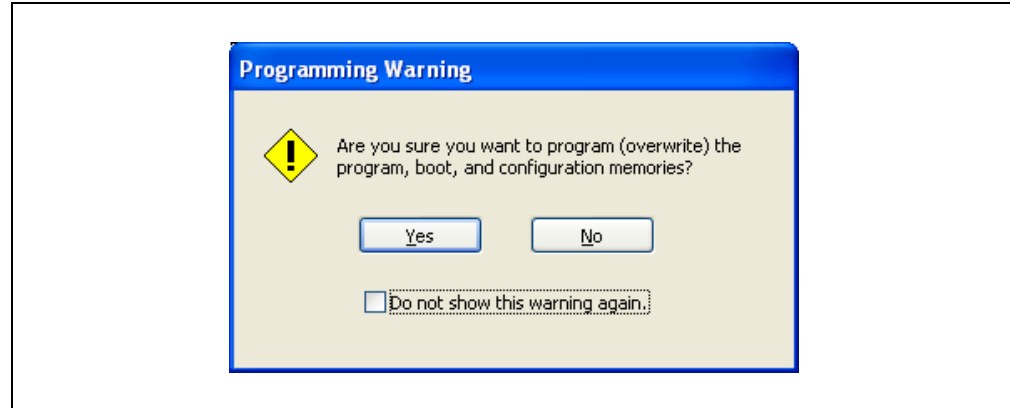 Programming Warning
Are you sure you want to program (overwrite) the
program, boot, and configuration memories?
Yes No
Do not show this warning again.